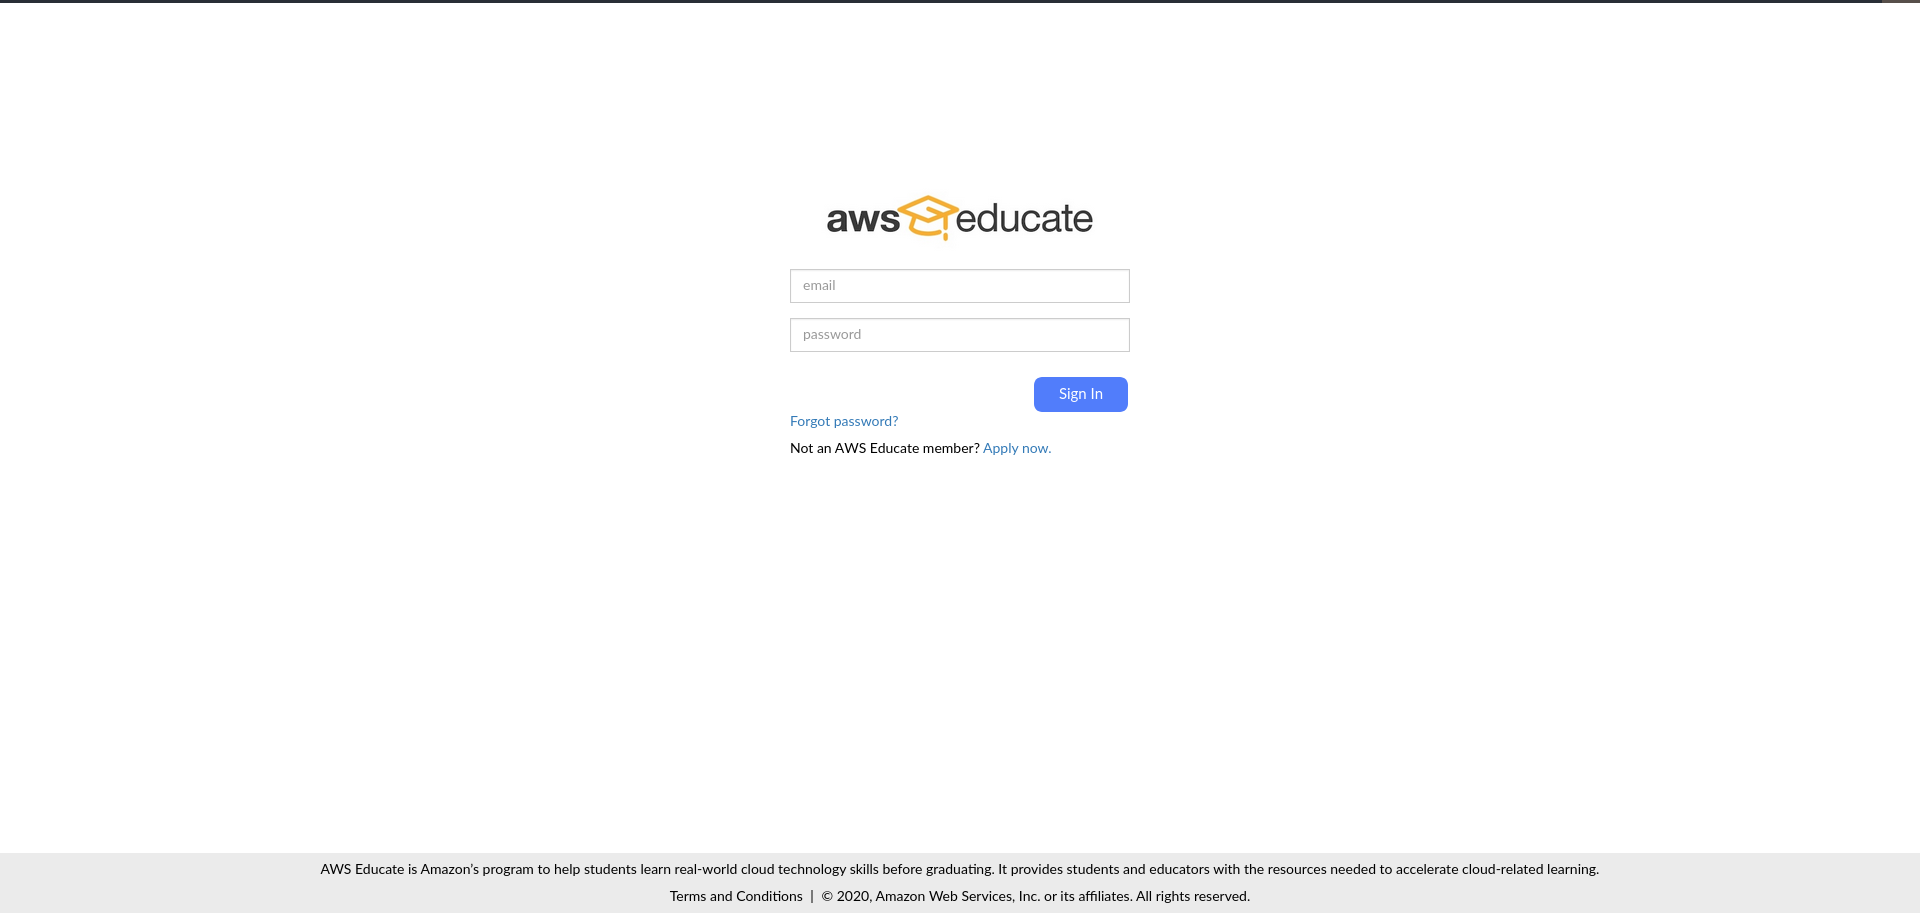 aws educate
email
password
Sign In
Forgot password?
Not an AWS Educate member? Apply now.
AWS Educate is Amazon's program to help students learn real-world cloud technology skills before graduating. It provides students and educators with the resources needed to accelerate cloud-related learning.
Terms and Conditions | © 2020, Amazon Web Services, Inc. or its affiliates. All rights reserved.